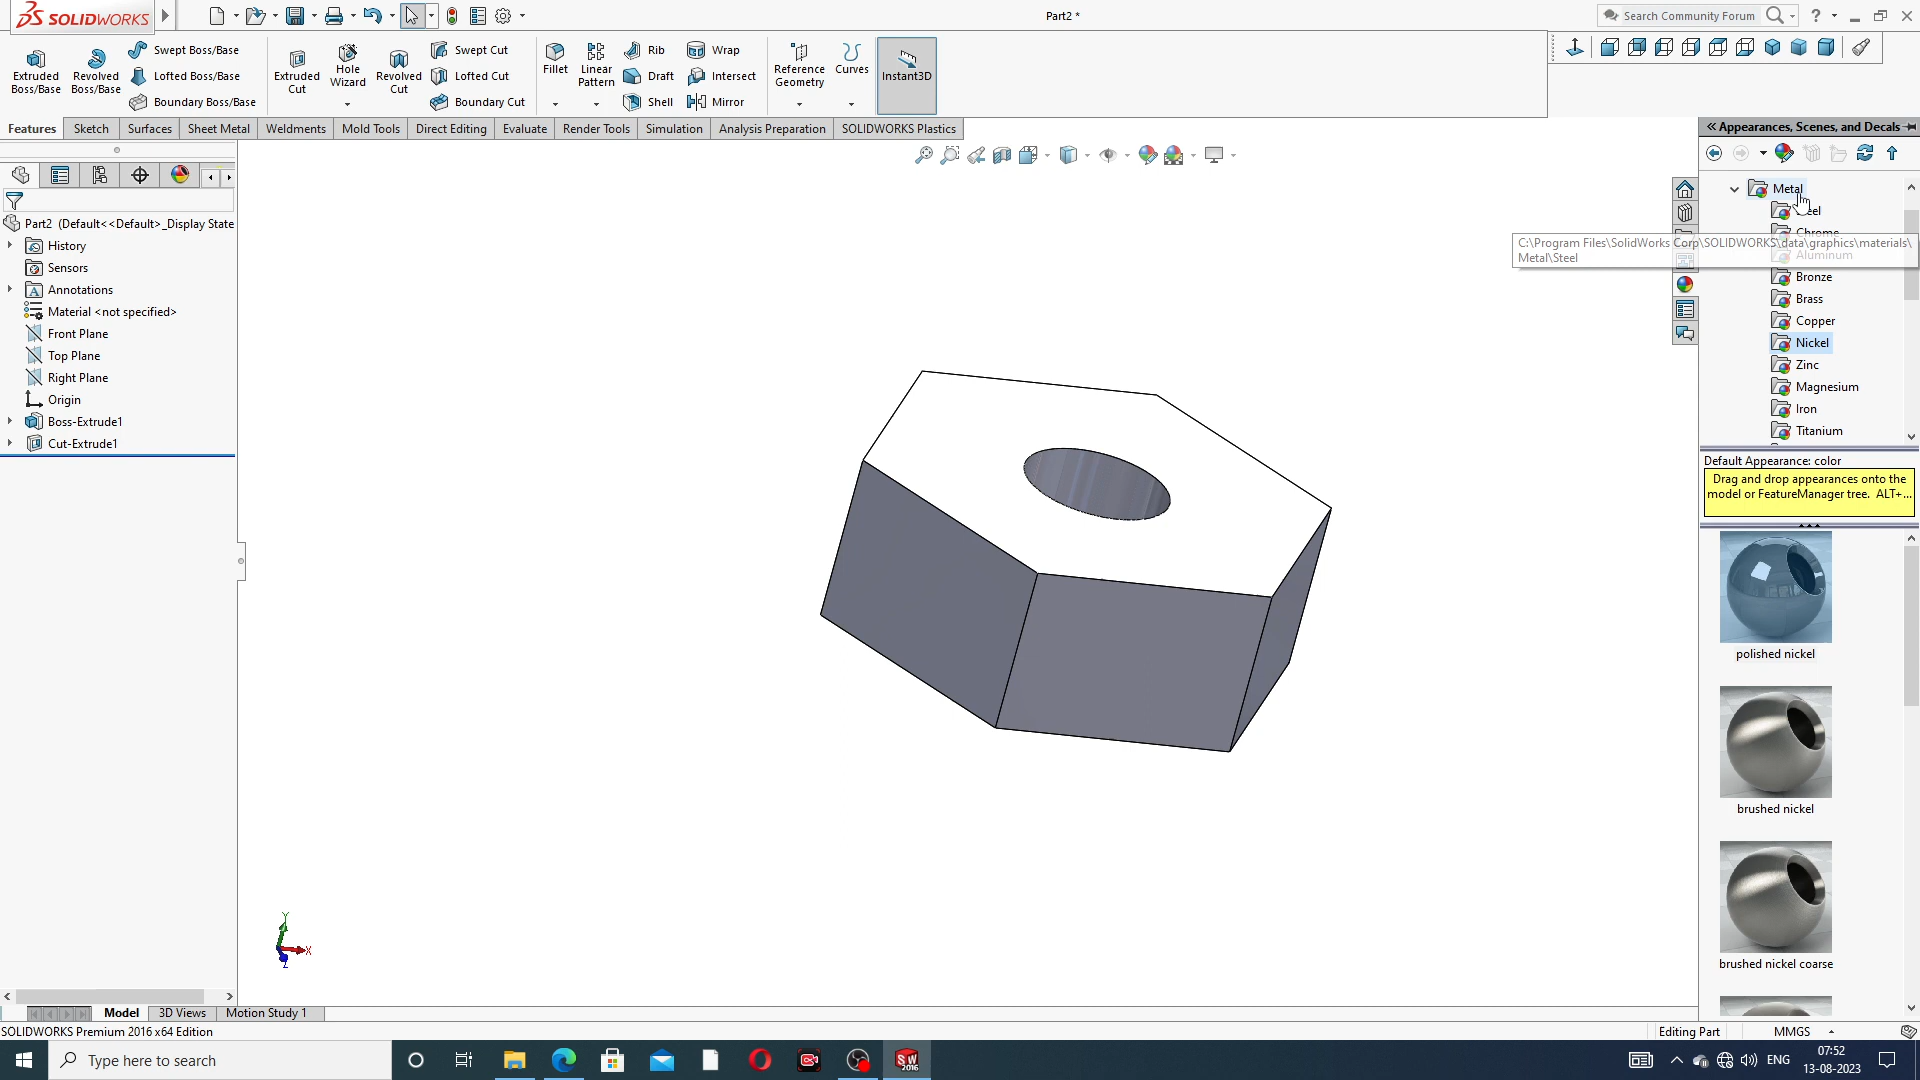 SOLIDWORKS
Part2 *
Search Community Forum
Extruded Boss/Base
Revolved Boss/Base
Swept Boss/Base
Lofted Boss/Base
Boundary Boss/Base
Extruded Cut
Hole Wizard
Revolved Cut
Swept Cut
Lofted Cut
Boundary Cut
Fillet
Linear Pattern
Rib
Draft
Shell
Wrap
Intersect
Mirror
Reference Geometry
Curves
Instant3D
Features
Sketch
Surfaces
Sheet Metal
Weldments
Mold Tools
Direct Editing
Evaluate
Render Tools
Simulation
Analysis Preparation
SOLIDWORKS Plastics
Part2 (Default<<Default>_Display State
History
Sensors
Annotations
Material <not specified>
Front Plane
Top Plane
Right Plane
Origin
Boss-Extrude1
Cut-Extrude1
Y
X
Z
Appearances, Scenes, and Decals
Metal
Chrome
C:\Program Files\SolidWorks Corp\SOLIDWORKS\data\graphics\materials\
Metal\Steel
Aluminum
Bronze
Brass
Copper
Nickel
Zinc
Magnesium
Iron
Titanium
Default Appearance: color
Drag and drop appearances onto the
model or FeatureManager tree. ALT+...
polished nickel
brushed nickel
brushed nickel coarse
Model
3D Views
Motion Study 1
SOLIDWORKS Premium 2016 x64 Edition
Editing Part
MMGS
Type here to search
SW
2016
ENG
07:52
13-08-2023